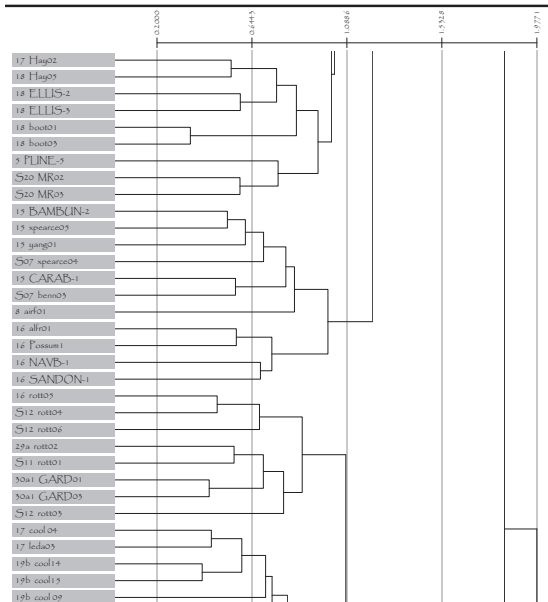 0.2000 0.6443 1.0886 1.5328 1.9771
17 Hay02
18 Hay05
18 ELLIS-2
18 ELLIS-3
18 boot01
18 boot03
5 PLINE-5
S20 MR02
S20 MR03
15 BAMBUN-2
15 xpearce03
15 yang01
S07 xpearce04
15 CARAB-1
S07 benn03
8 airf01
16 alfr01
16 Possum1
16 NAVB-1
16 SANDON-1
16 rott05
S12 rott04
S12 rott06
29a rott02
S11 rott01
30a1 GARD01
30a1 GARD03
S12 rott03
17 cool 04
17 leda03
19b cool14
19b cool15
19b cool 09